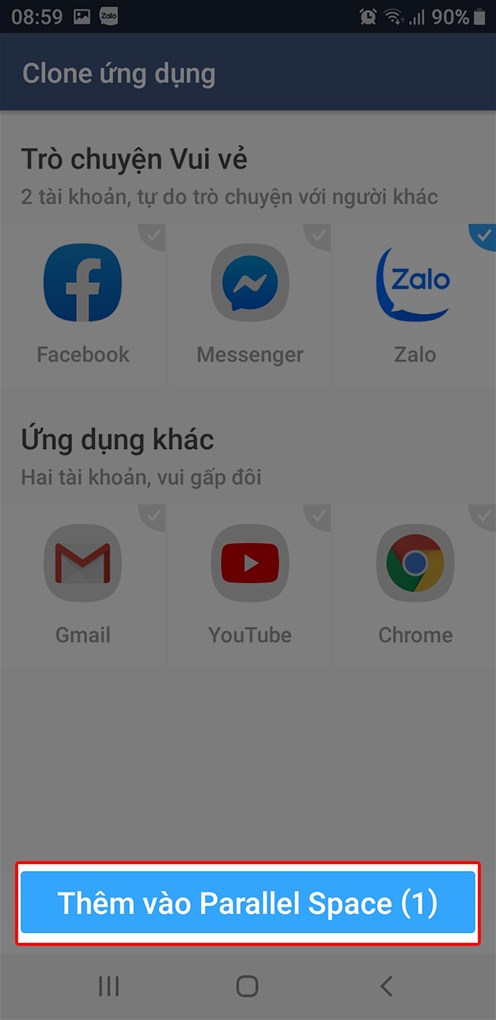 08:59 Zalo 90%
Clone ứng dụng
Trò chuyện Vui vẻ
2 tài khoản, tự do trò chuyện với người khác
Zalo
Facebook Messenger Zalo
Ứng dụng khác
Hai tài khoản, vui gấp đôi
Gmail YouTube Chrome
Thêm vào Parallel Space (1)